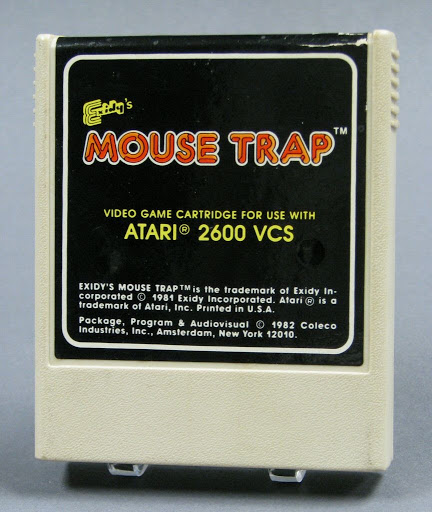 Exidy's
MOUSE TRAP™
VIDEO GAME CARTRIDGE FOR USE WITH
ATARI® 2600 VCS
EXIDY'S MOUSE TRAP™ is the trademark of Exidy In-
corporated © 1981 Exidy Incorporated. Atari ® is a
trademark of Atari, Inc. Printed in U.S.A.
Package, Program & Audiovisual © 1982 Coleco
Industries, Inc., Amsterdam, New York 12010.